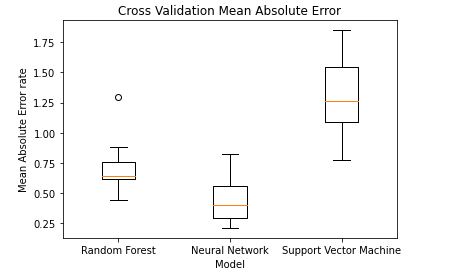 Cross Validation Mean Absolute Error
Mean Absolute Error rate
1.75
1.50
1.25
1.00
0.75
0.50
0.25
Random Forest Neural Network Support Vector Machine
Model